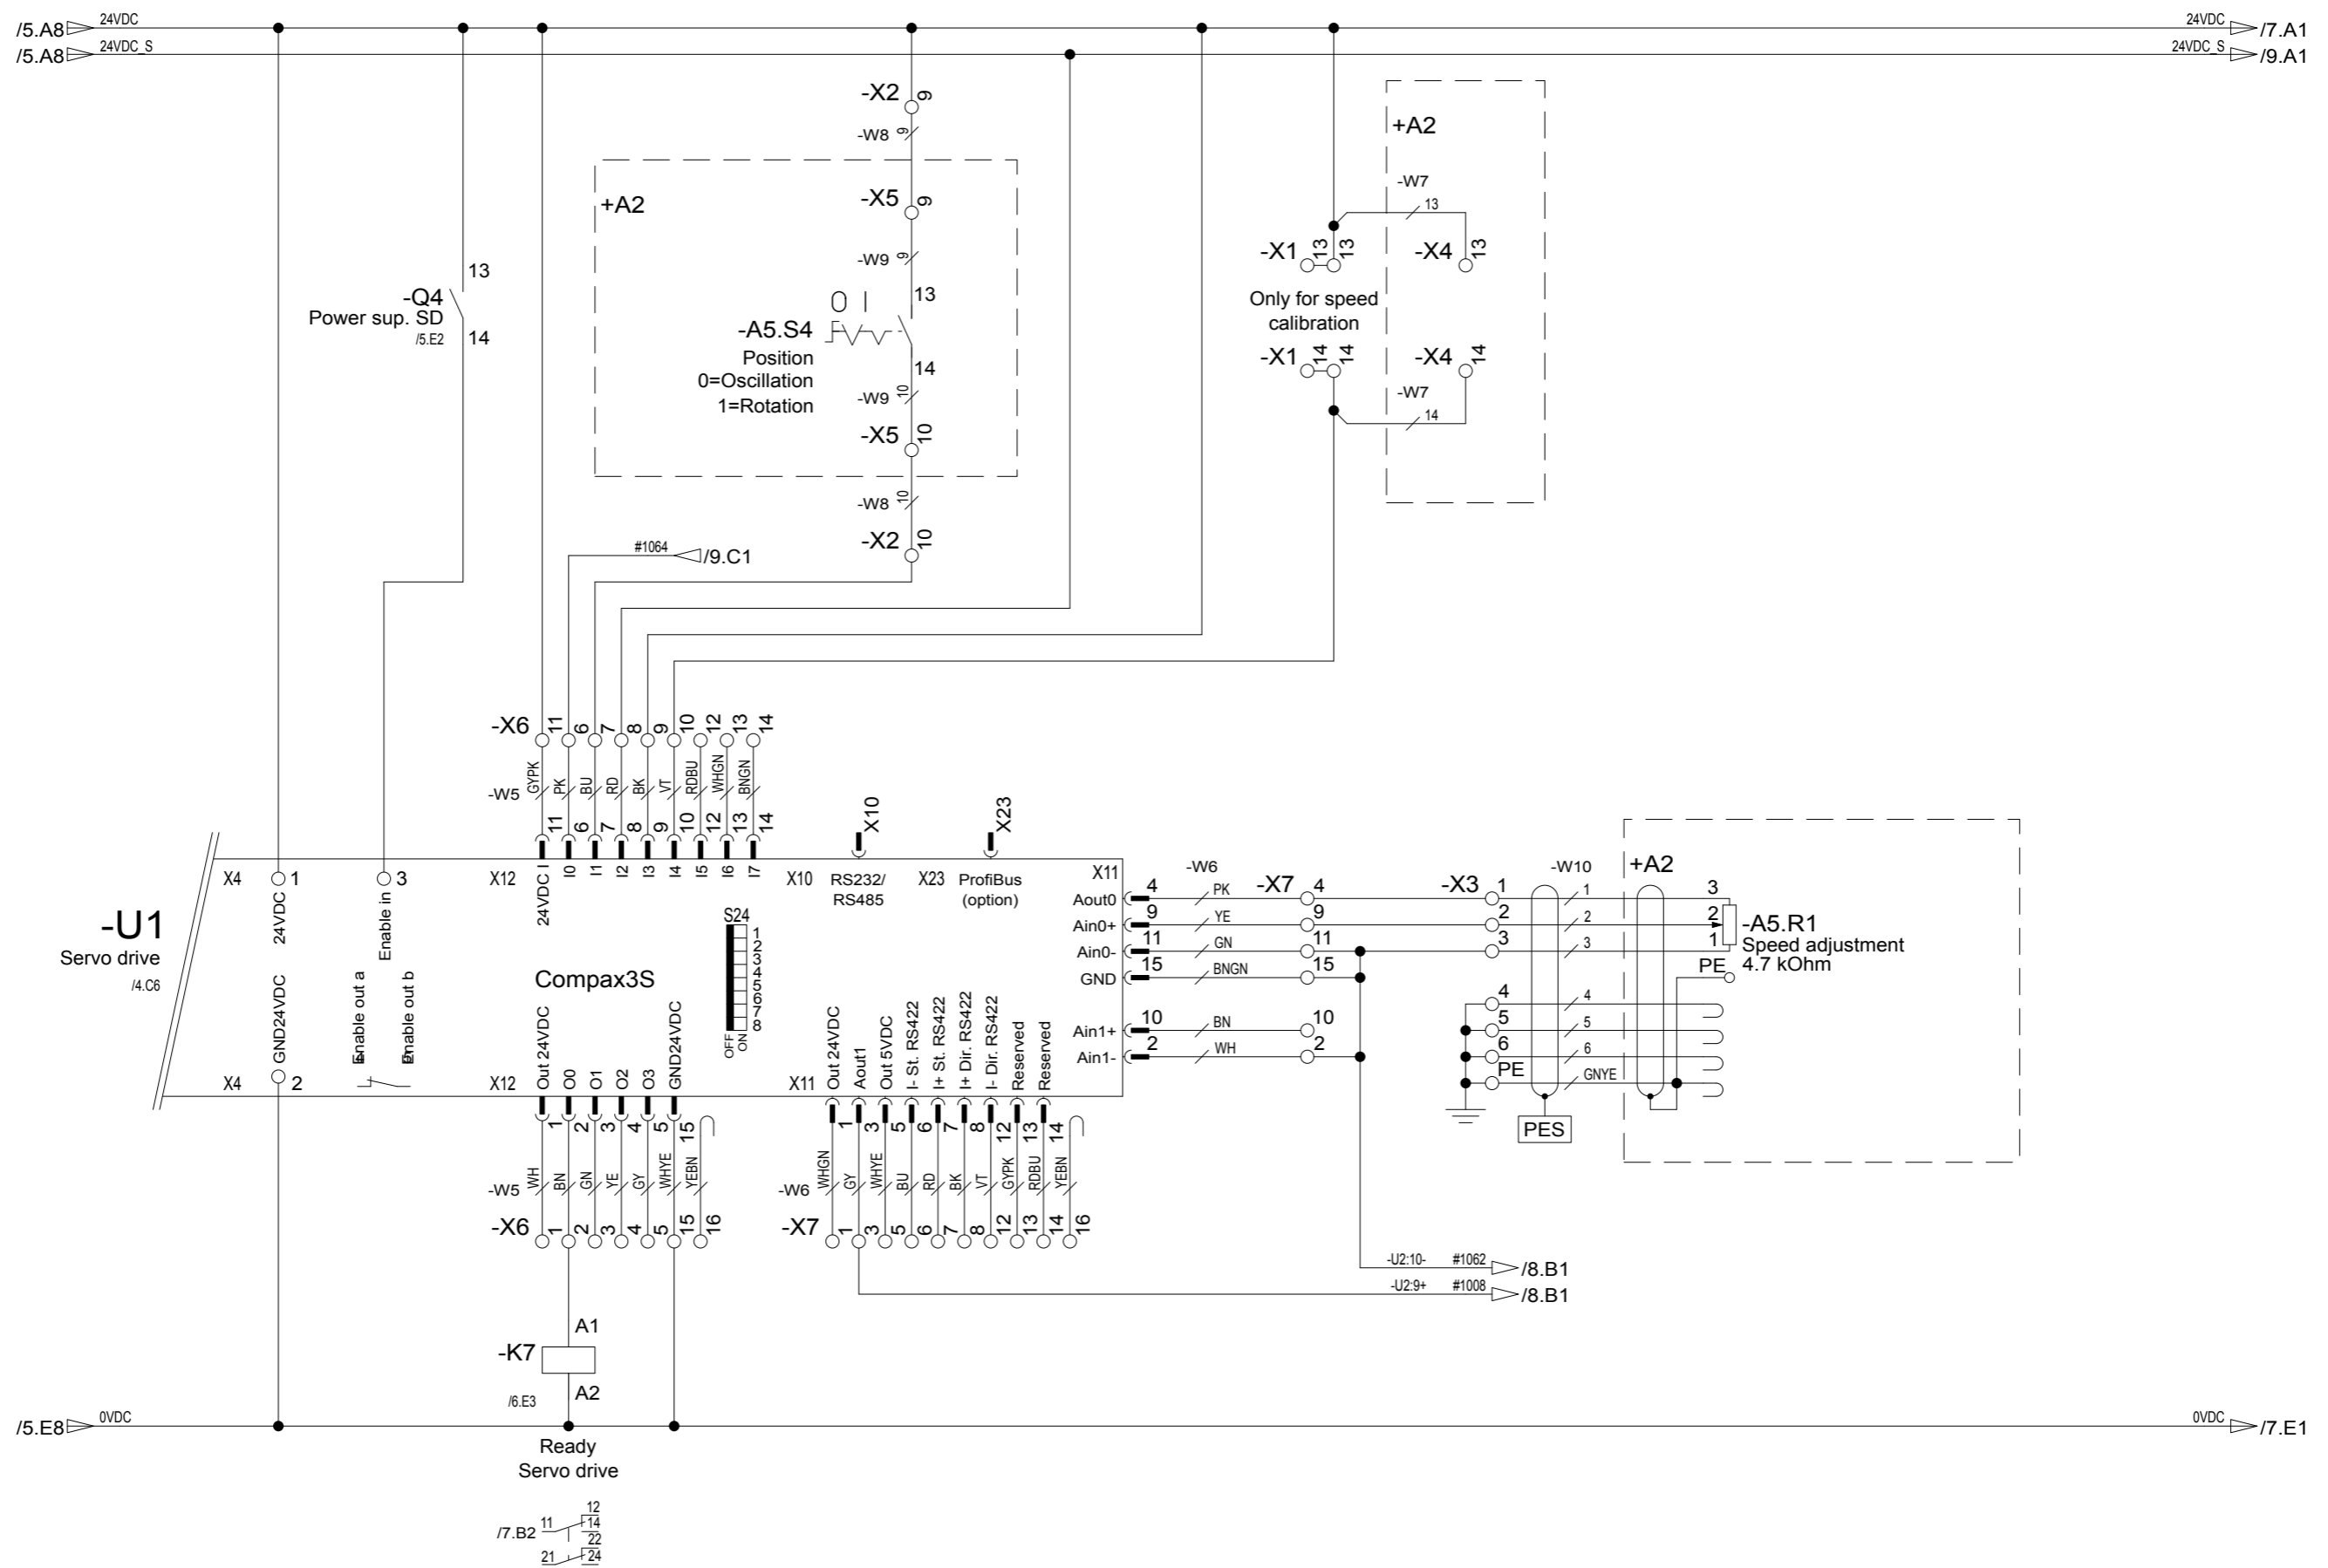 /5.A8 24VDC 24VDC /7.A1
/5.A8 24VDC_S 24VDC_S /9.A1
-X2 9
-W8 9
+A2
-X5 9
-W9 9
13
0 I
-A5.S4
Position
0=Oscillation
1=Rotation
14
-W9 10
-X5 10
-W8 10
-X2 10
13
-Q4
Power sup. SD
/5.E2 14
+A2
-W7 13
-X1 13 13 -X4 13
Only for speed
calibration
-X1 14 14 -X4 14
-W7 14
#1064 /9.C1
-X6 11 6 7 8 9 10 12 13 14
-W5 GYPK PK BU RD BK VT RDBU WHGN BNGN
11 6 7 8 9 10 12 13 14
X10 X23
X4 1 3 X12 24VDC I I0 I1 I2 I3 I4 I5 I6 I7
X10 RS232/
RS485
X23 ProfiBus
(option)
X11
24VDC Enable in
-U1
Servo drive
/4.C6
GND24VDC
Enable out a
Enable out b
X4 2
Compax3S
S24
1
2
3
4
5
6
7
8
OFF ON
Aout0 4 -W6 PK -X7 4 -X3 1 -W10 1 +A2 3
Ain0+ 9 YE 9 2 2 2
Ain0- 11 GN 11 3 3 1
-A5.R1
Speed adjustment
4.7 kOhm
GND 15 BNGN 15 PE
4 4
Ain1+ 10 BN 10 5 5
Ain1- 2 WH 2 6 6
PE GNYE
PES
X12 Out 24VDC O0 O1 O2 O3 GND24VDC
1 2 3 4 5 15
-W5 WH BN GN YE GY WHYE YEBN
-X6 1 2 3 4 5 15 16
X11 Out 24VDC Aout1 Out 5VDC I- St. RS422 I+ St. RS422 I+ Dir. RS422 I- Dir. RS422 Reserved Reserved
1 3 5 6 7 8 12 13 14
-W6 WHGN GY WHYE BU RD BK VT GYPK RDBU YEBN
-X7 1 3 5 6 7 8 12 13 14 16
-U2:10- #1062 /8.B1
-U2:9+ #1008 /8.B1
A1
-K7
/6.E3 A2
/5.E8 0VDC 0VDC /7.E1
Ready
Servo drive
12
/7.B2 11 14
22
21 24